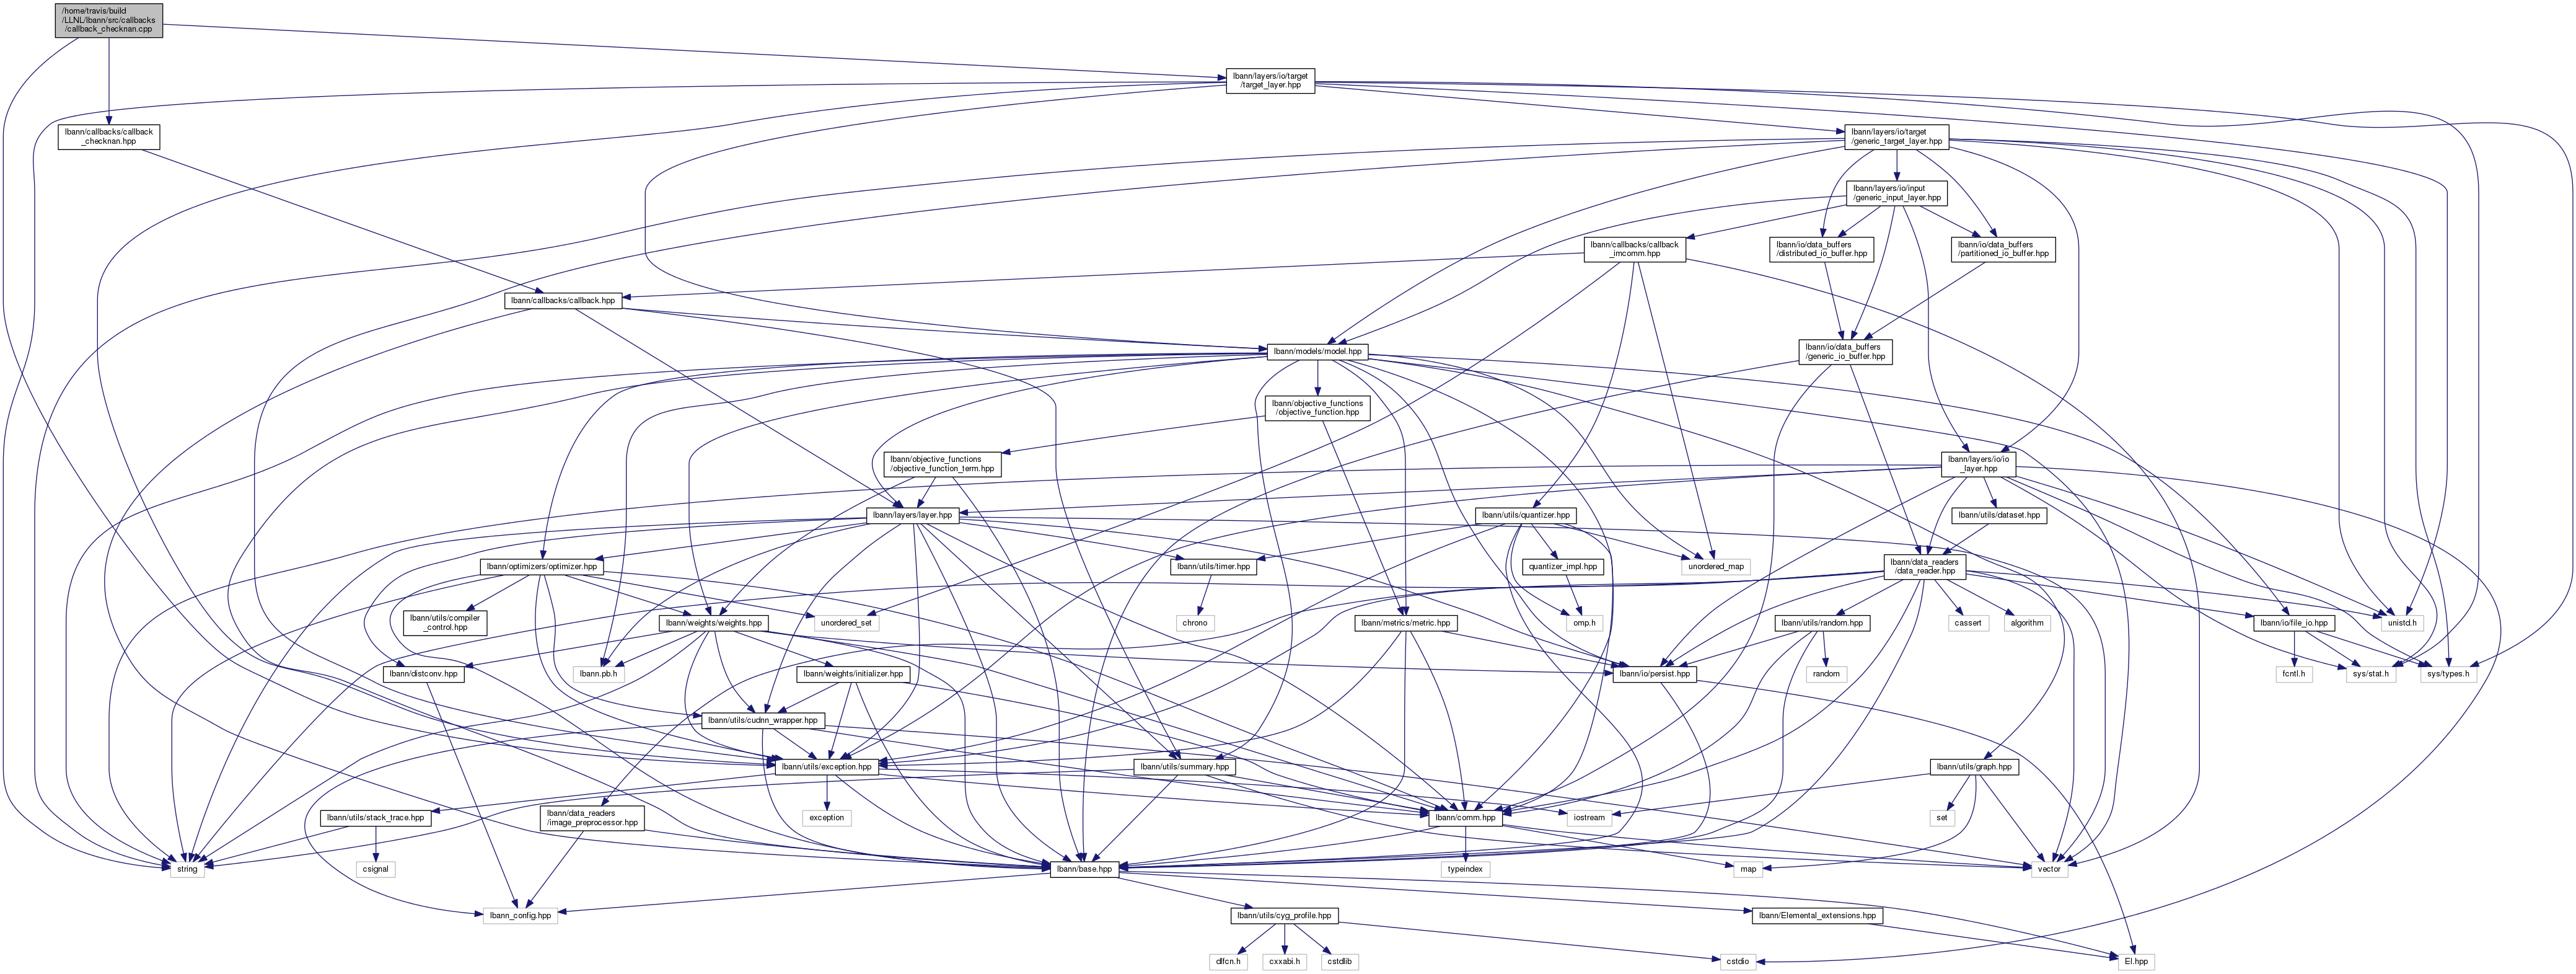 /home/travis/build
/LLNL/lbann/src/callbacks
/callback_checknan.cpp
lbann/layers/io/target
/target_layer.hpp
lbann/callbacks/callback
_checknan.hpp
lbann/layers/io/target
/generic_target_layer.hpp
lbann/layers/io/input
/generic_input_layer.hpp
lbann/callbacks/callback
_imcomm.hpp
lbann/io/data_buffers
/distributed_io_buffer.hpp
lbann/io/data_buffers
/partitioned_io_buffer.hpp
lbann/callbacks/callback.hpp
lbann/models/model.hpp
lbann/io/data_buffers
/generic_io_buffer.hpp
lbann/objective_functions
/objective_function.hpp
lbann/objective_functions
/objective_function_term.hpp
lbann/layers/io/io
_layer.hpp
lbann/layers/layer.hpp
lbann/utils/quantizer.hpp
lbann/utils/dataset.hpp
lbann/optimizers/optimizer.hpp
lbann/utils/timer.hpp
quantizer_impl.hpp
unordered_map
lbann/data_readers
/data_reader.hpp
lbann/utils/compiler
_control.hpp
unordered_set
lbann/weights/weights.hpp
chrono
lbann/metrics/metric.hpp
omp.h
lbann/utils/random.hpp
cassert
algorithm
lbann/io/file_io.hpp
unistd.h
lbann/distconv.hpp
lbann.pb.h
lbann/weights/initializer.hpp
lbann/io/persist.hpp
random
fcntl.h
sys/stat.h
sys/types.h
lbann/utils/cudnn_wrapper.hpp
lbann/utils/exception.hpp
lbann/utils/summary.hpp
lbann/utils/graph.hpp
lbann/utils/stack_trace.hpp
lbann/data_readers
/image_preprocessor.hpp
exception
lbann/comm.hpp
iostream
set
string
csignal
lbann/base.hpp
typeindex
map
vector
lbann_config.hpp
lbann/utils/cyg_profile.hpp
lbann/Elemental_extensions.hpp
dlfcn.h
cxxabi.h
cstdlib
cstdio
El.hpp